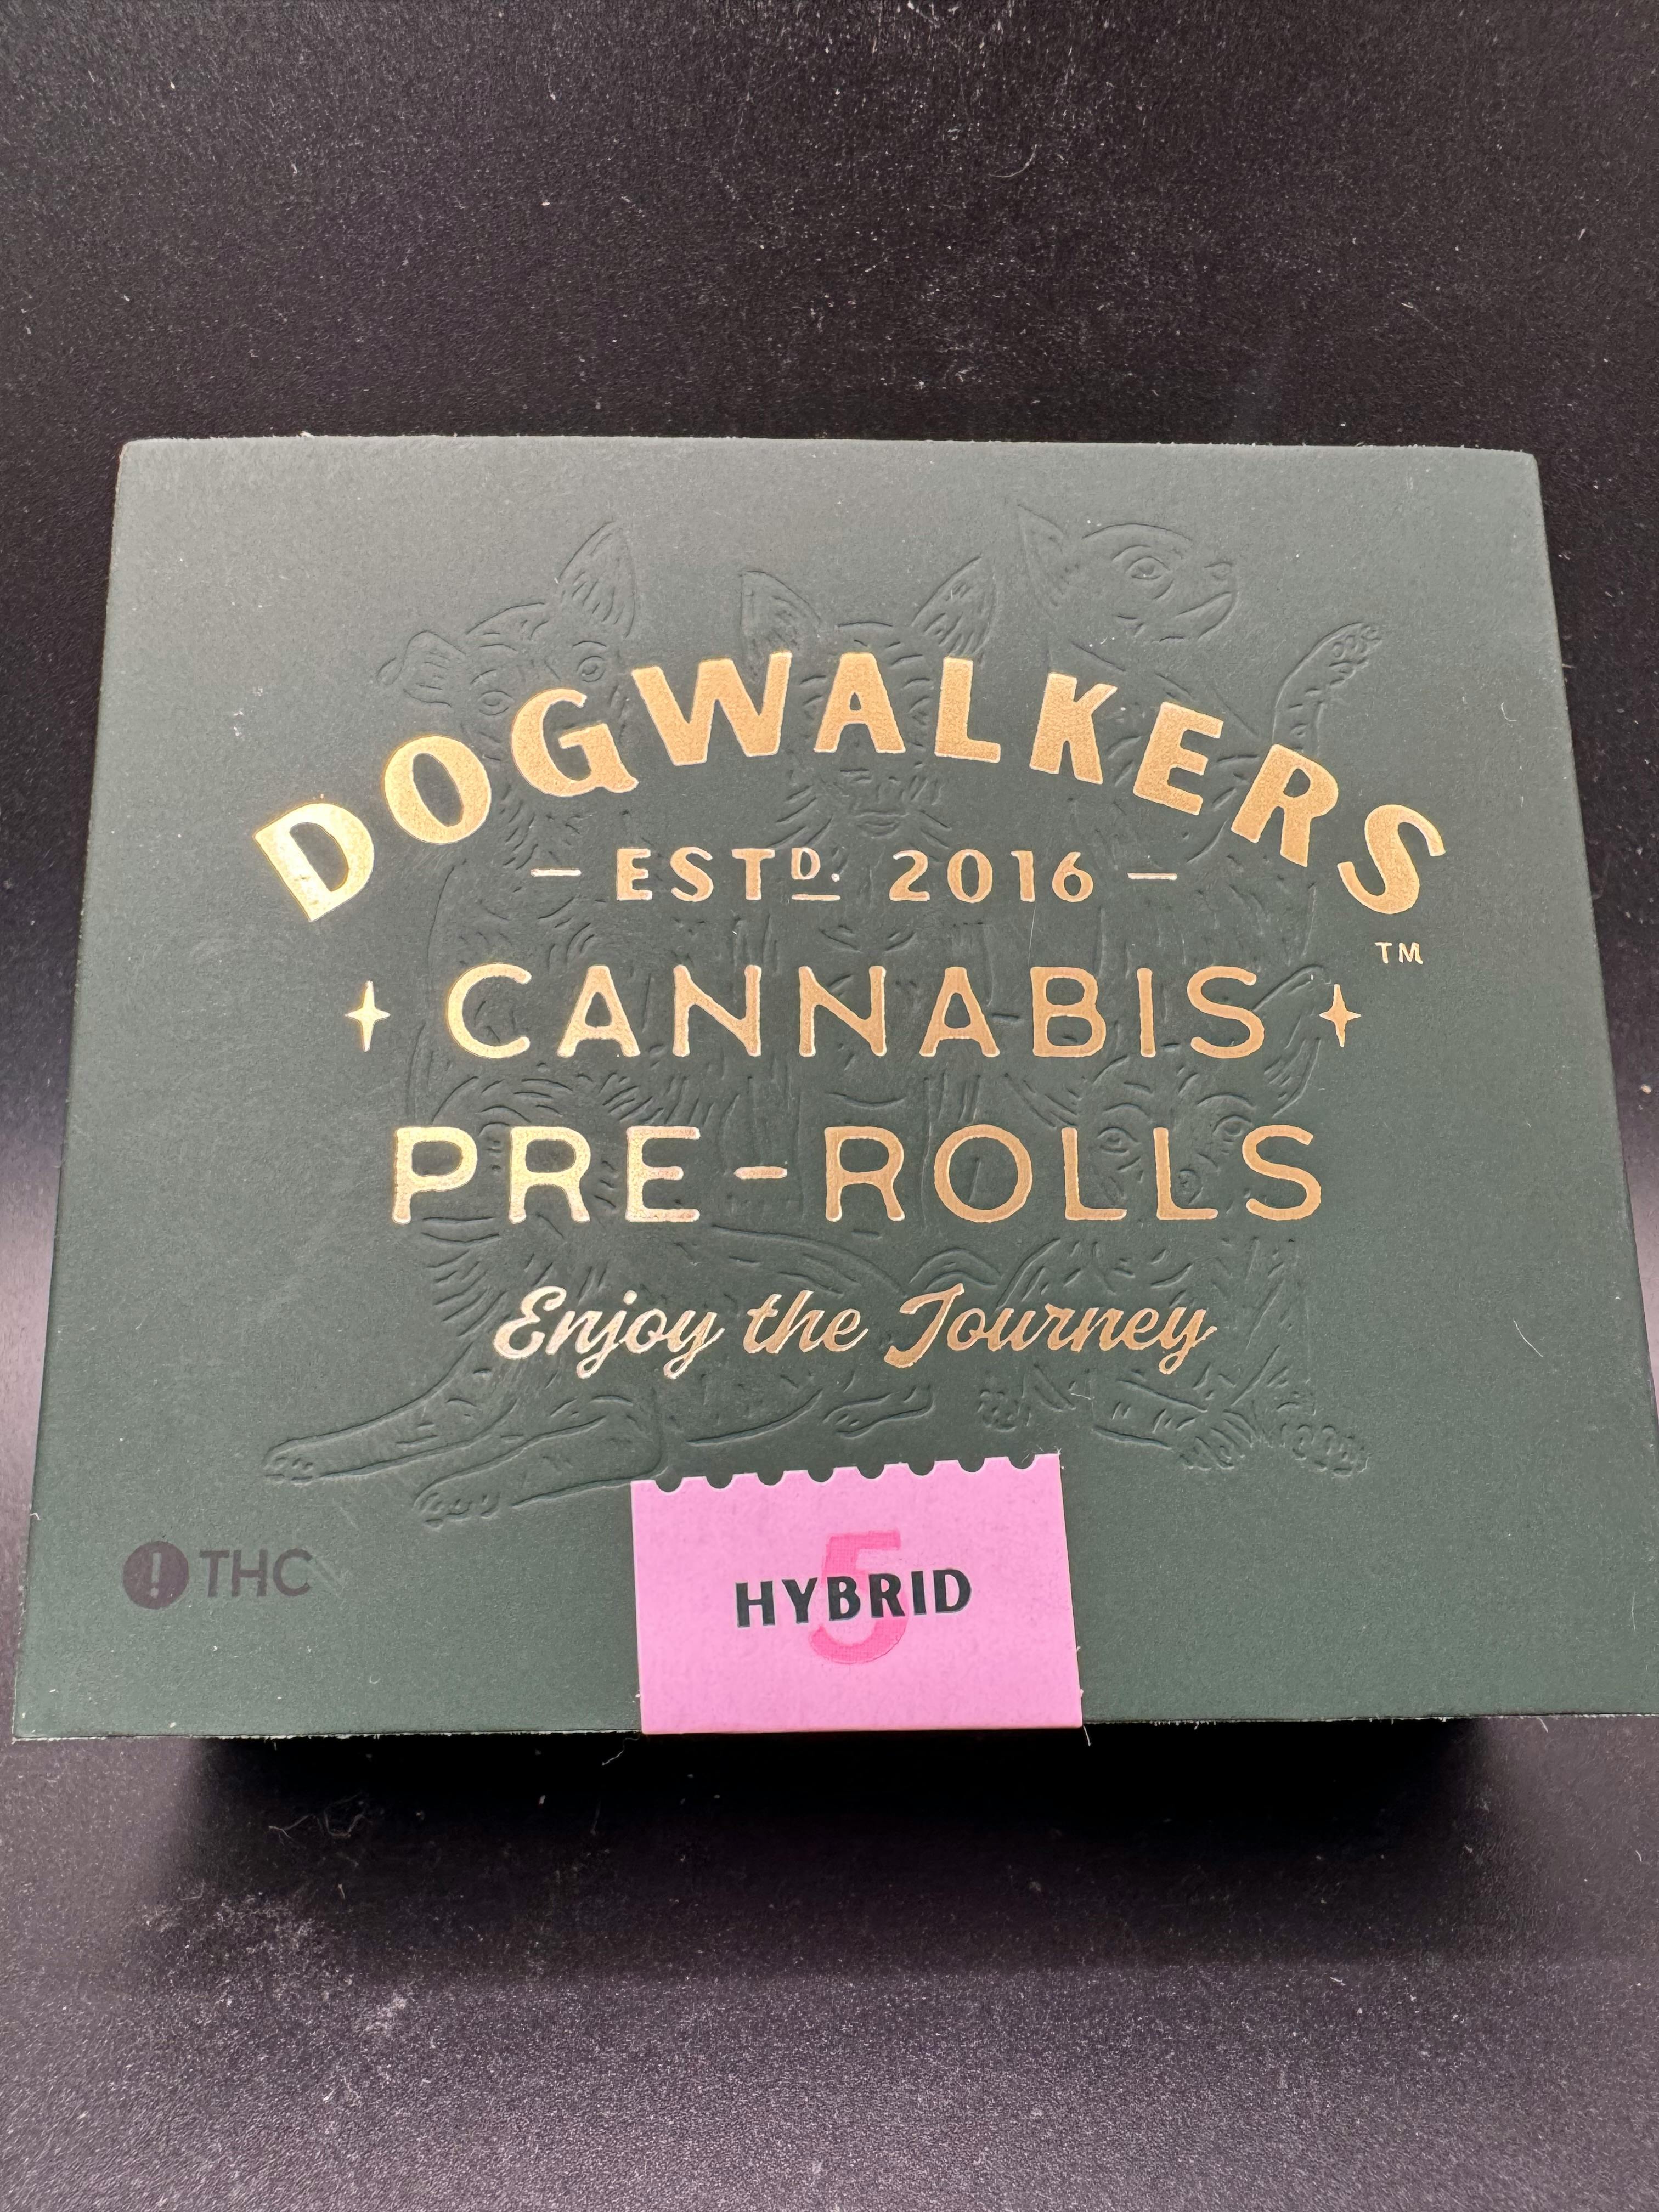 DOGWALKERS
TM
— ESTD. 2016 —
CANNABIS
PRE-ROLLS
Enjoy the Journey
! THC
5
HYBRID